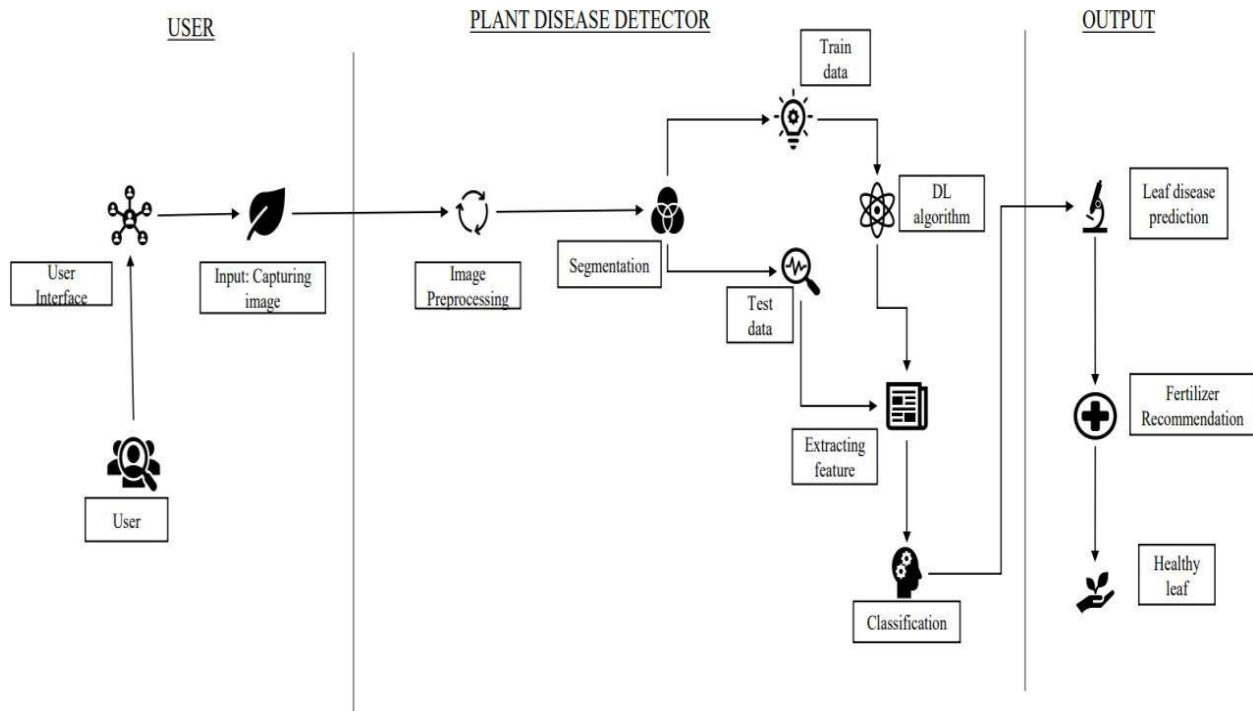 USER
PLANT DISEASE DETECTOR
OUTPUT
Train
data
DL
algorithm
Leaf disease
prediction
User
Interface
Input: Capturing
image
Image
Preprocessing
Segmentation
Test
data
Fertilizer
Recommendation
Extracting
feature
User
Healthy
leaf
Classification